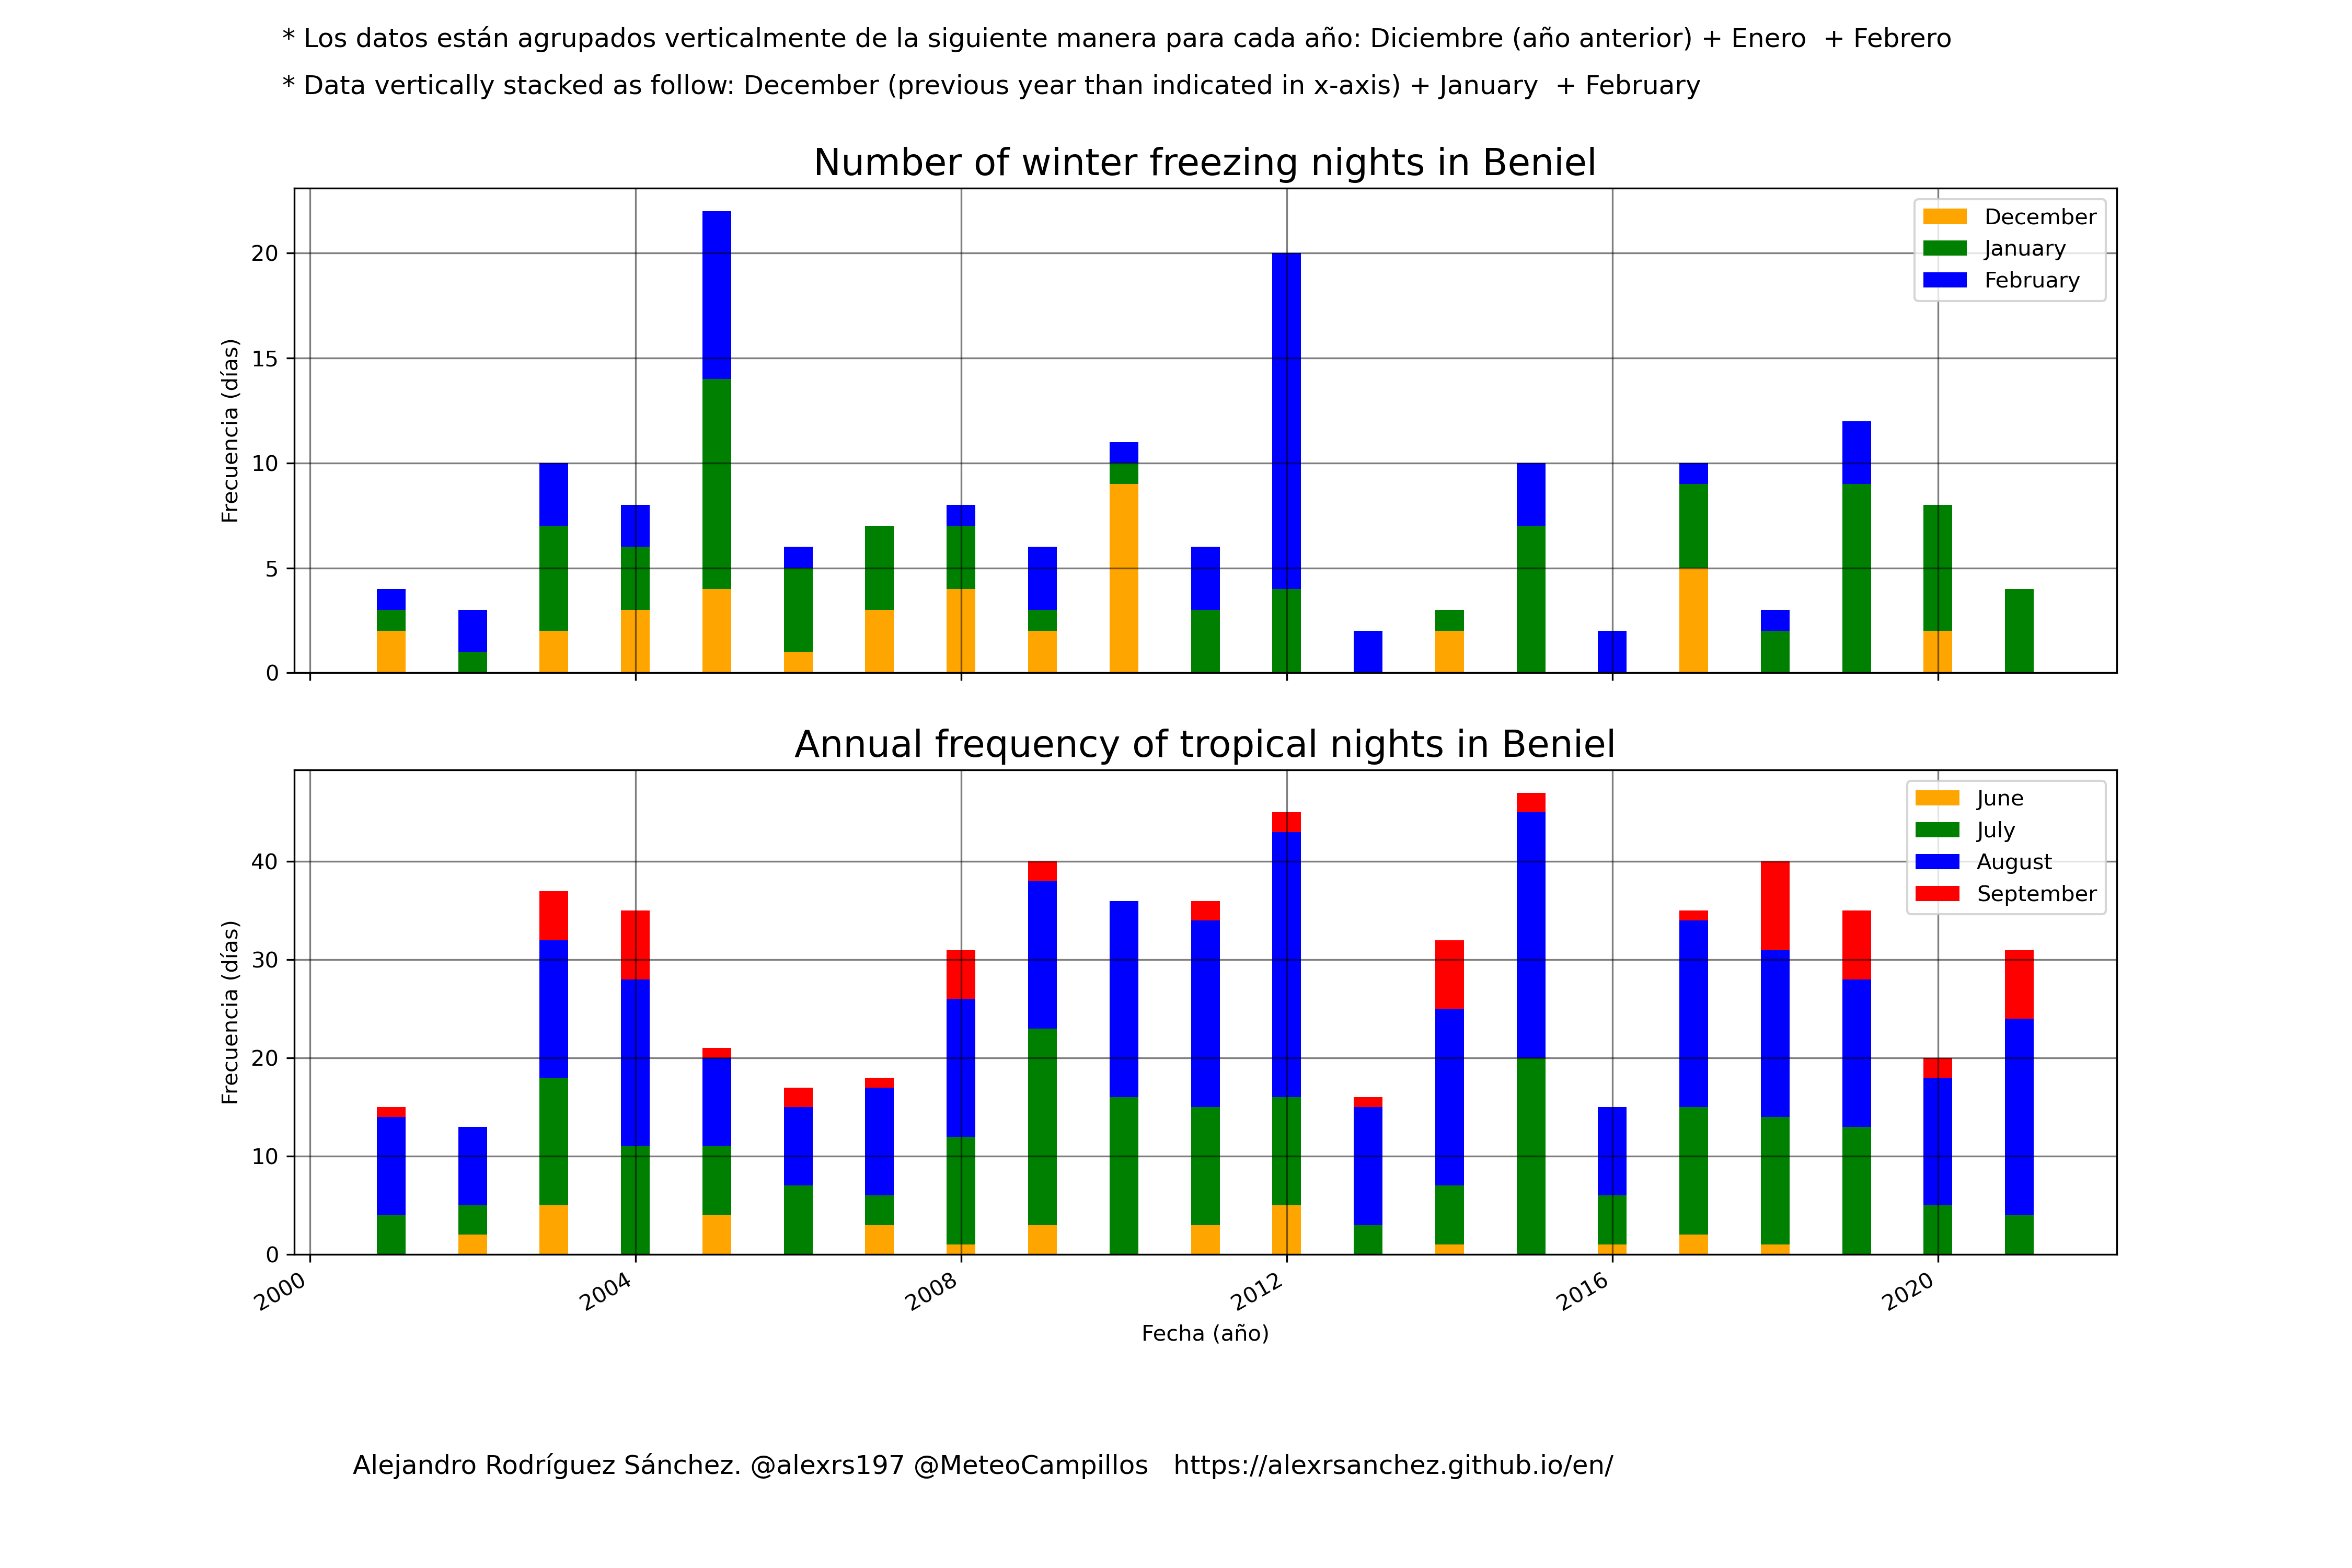 * Los datos están agrupados verticalmente de la siguiente manera para cada año: Diciembre (año anterior) + Enero  + Febrero
* Data vertically stacked as follow: December (previous year than indicated in x-axis) + January  + February
Number of winter freezing nights in Beniel
Frecuencia (días)
20
15
10
5
0
December
January
February
Annual frequency of tropical nights in Beniel
Frecuencia (días)
40
30
20
10
0
June
July
August
September
2000
2004
2008
2012
2016
2020
Fecha (año)
Alejandro Rodríguez Sánchez. @alexrs197 @MeteoCampillos   https://alexrsanchez.github.io/en/